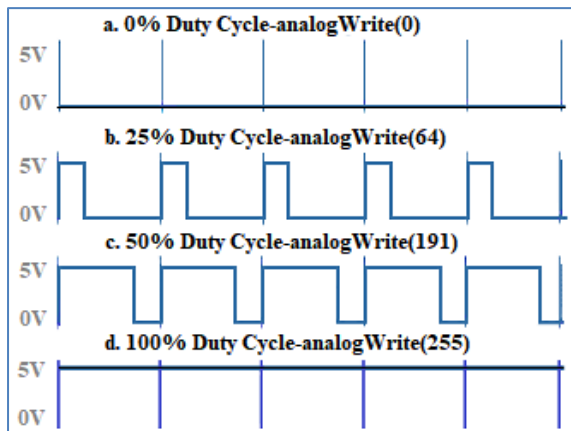 a. 0% Duty Cycle-analogWrite(0)
5V
0V
b. 25% Duty Cycle-analogWrite(64)
5V
0V
c. 50% Duty Cycle-analogWrite(191)
5V
0V
d. 100% Duty Cycle-analogWrite(255)
5V
0V